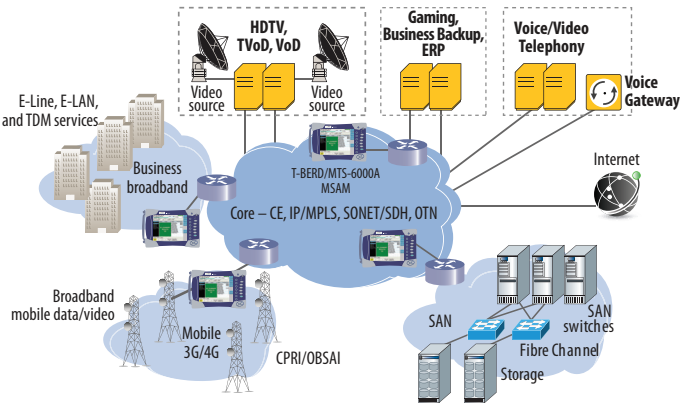 HDTV,
TVoD, VoD
Video
source
Video
source
Gaming,
Business Backup,
ERP
Voice/Video
Telephony
Voice
Gateway
E-Line, E-LAN,
and TDM services
Business
broadband
T-BERD/MTS-6000A
MSAM
Core – CE, IP/MPLS, SONET/SDH, OTN
Internet
Broadband
mobile data/video
Mobile
3G/4G
CPRI/OBSAI
SAN
SAN
switches
Fibre Channel
Storage